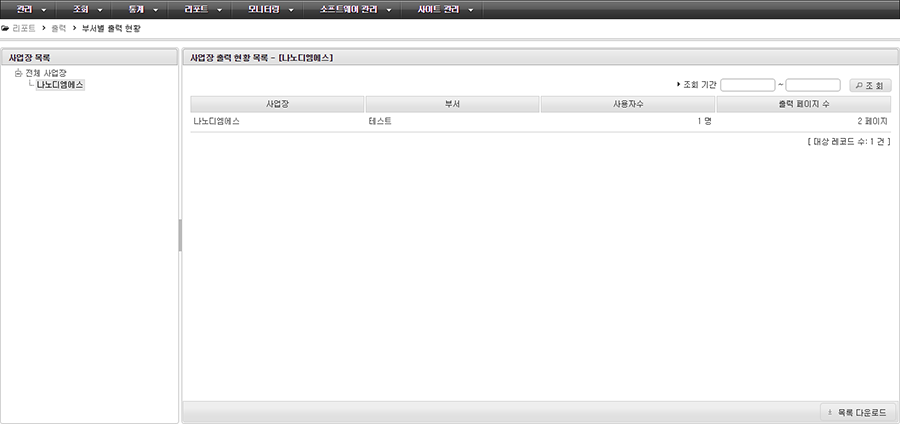 관리 조회 통계 리포트 모니터링 소프트웨어 관리 사이트 관리
리포트 > 출력 > 부서별 출력 현황
사업장 목록
전체 사업장
나노디엠에스
사업장 출력 현황 목록 - [나노디엠에스]
조회 기간 ~ 조 회
사업장 부서 사용자수 출력 페이지 수
나노디엠에스 테스트 1 명 2 페이지
[ 대상 레코드 수: 1 건 ]
목록 다운로드